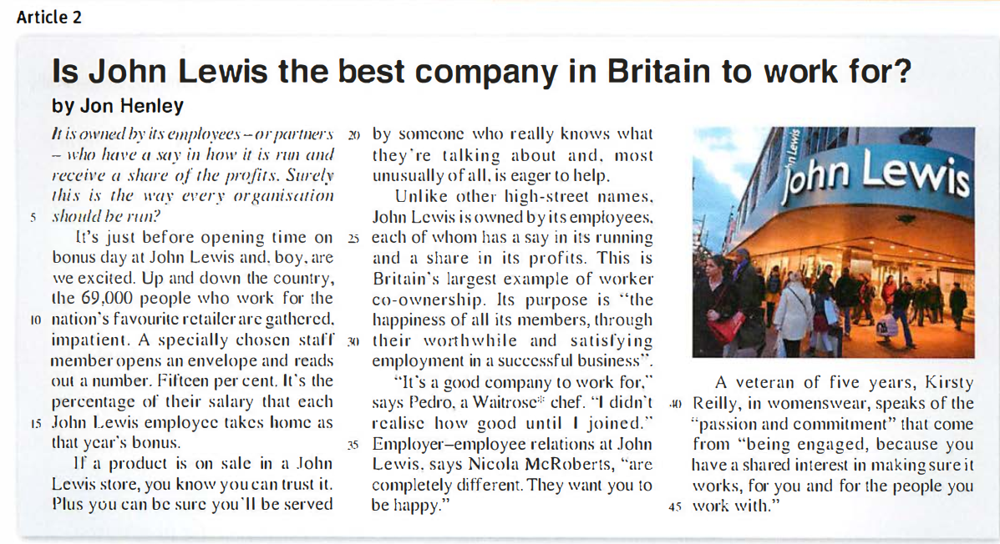 Article 2
Is John Lewis the best company in Britain to work for?
by Jon Henley
It is owned by its employees – or partners
– who have a say in how it is run and
receive a share of the profits. Surely
this is the way every organisation
5 should be run?
It's just before opening time on
bonus day at John Lewis and, boy, are
we excited. Up and down the country,
the 69,000 people who work for the
10 nation's favourite retailer are gathered,
impatient. A specially chosen staff
member opens an envelope and reads
out a number. Fifteen per cent. It's the
percentage of their salary that each
15 John Lewis employee takes home as
that year's bonus.
If a product is on sale in a John
Lewis store, you know you can trust it.
Plus you can be sure you'll be served
20 by someone who really knows what
they're talking about and, most
unusually of all, is eager to help.
Unlike other high-street names,
John Lewis is owned by its employees,
25 each of whom has a say in its running
and a share in its profits. This is
Britain's largest example of worker
co-ownership. Its purpose is "the
happiness of all its members, through
30 their worthwhile and satisfying
employment in a successful business".
"It's a good company to work for,"
says Pedro, a Waitrose* chef. "I didn't
realise how good until I joined."
35 Employer–employee relations at John
Lewis, says Nicola McRoberts, "are
completely different. They want you to
be happy."
John Lewis
John Lewis
A veteran of five years, Kirsty
40 Reilly, in womenswear, speaks of the
"passion and commitment" that come
from "being engaged, because you
have a shared interest in making sure it
works, for you and for the people you
45 work with."